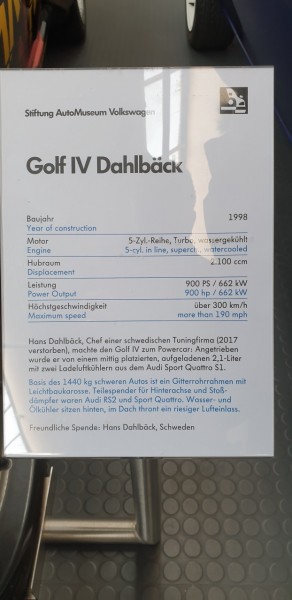 Stiftung AutoMuseum Volkswagen
Golf IV Dahlbäck
Baujahr 1998
Year of construction
Motor 5-Zyl.-Reihe, Turbo, wassergekühlt
Engine 5-cyl. in line, superch., watercooled
Hubraum 2.100 ccm
Displacement
Leistung 900 PS / 662 kW
Power Output 900 hp / 662 kW
Höchstgeschwindigkeit über 300 km/h
Maximum speed more than 190 mph
Hans Dahlbäck, Chef einer schwedischen Tuningfirma (2017
verstorben), machte den Golf IV zum Powercar: Angetrieben
wurde er von einem mittig platzierten, aufgeladenen 2,1-Liter
mit zwei Ladeluftkühlern aus dem Audi Sport Quattro S1.
Basis des 1440 kg schweren Autos ist ein Gitterrohrrahmen mit
Leichtbaukarosse. Teilespender für Hinterachse und Stoß-
dämpfer waren Audi RS2 und Sport Quattro. Wasser- und
Ölkühler sitzen hinten, im Dach thront ein riesiger Lufteinlass.
Freundliche Spende: Hans Dahlbäck, Schweden